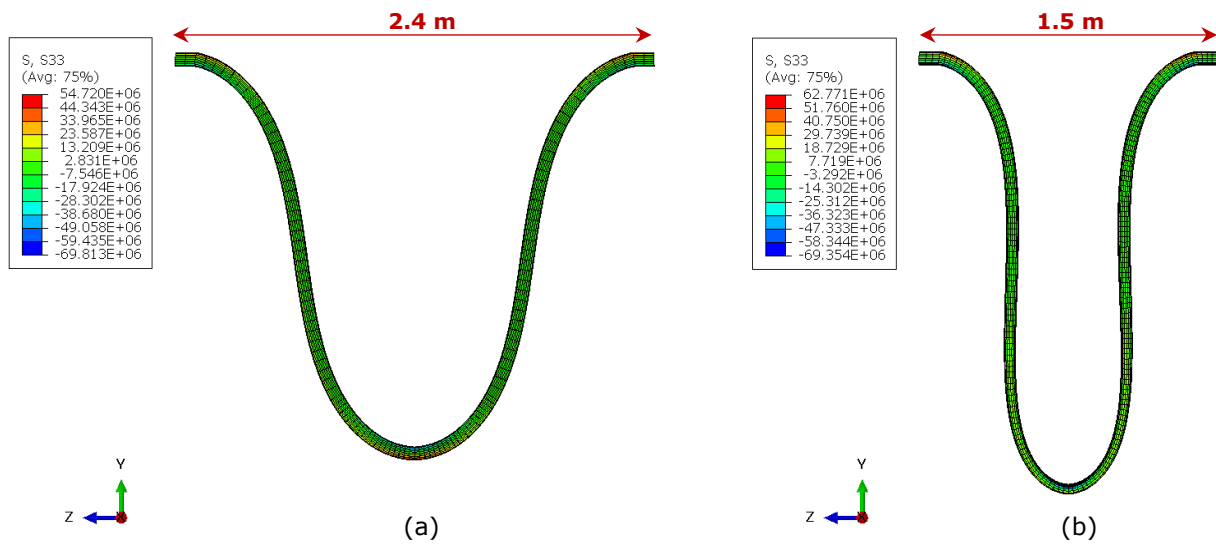 2.4 m
S, S33
(Avg: 75%)
54.720E+06
44.343E+06
33.965E+06
23.587E+06
13.209E+06
2.831E+06
-7.546E+06
-17.924E+06
-28.302E+06
-38.680E+06
-49.058E+06
-59.435E+06
-69.813E+06
Y
Z
X
(a)
1.5 m
S, S33
(Avg: 75%)
62.771E+06
51.760E+06
40.750E+06
29.739E+06
18.729E+06
7.719E+06
-3.292E+06
-14.302E+06
-25.312E+06
-36.323E+06
-47.333E+06
-58.344E+06
-69.354E+06
Y
Z
X
(b)